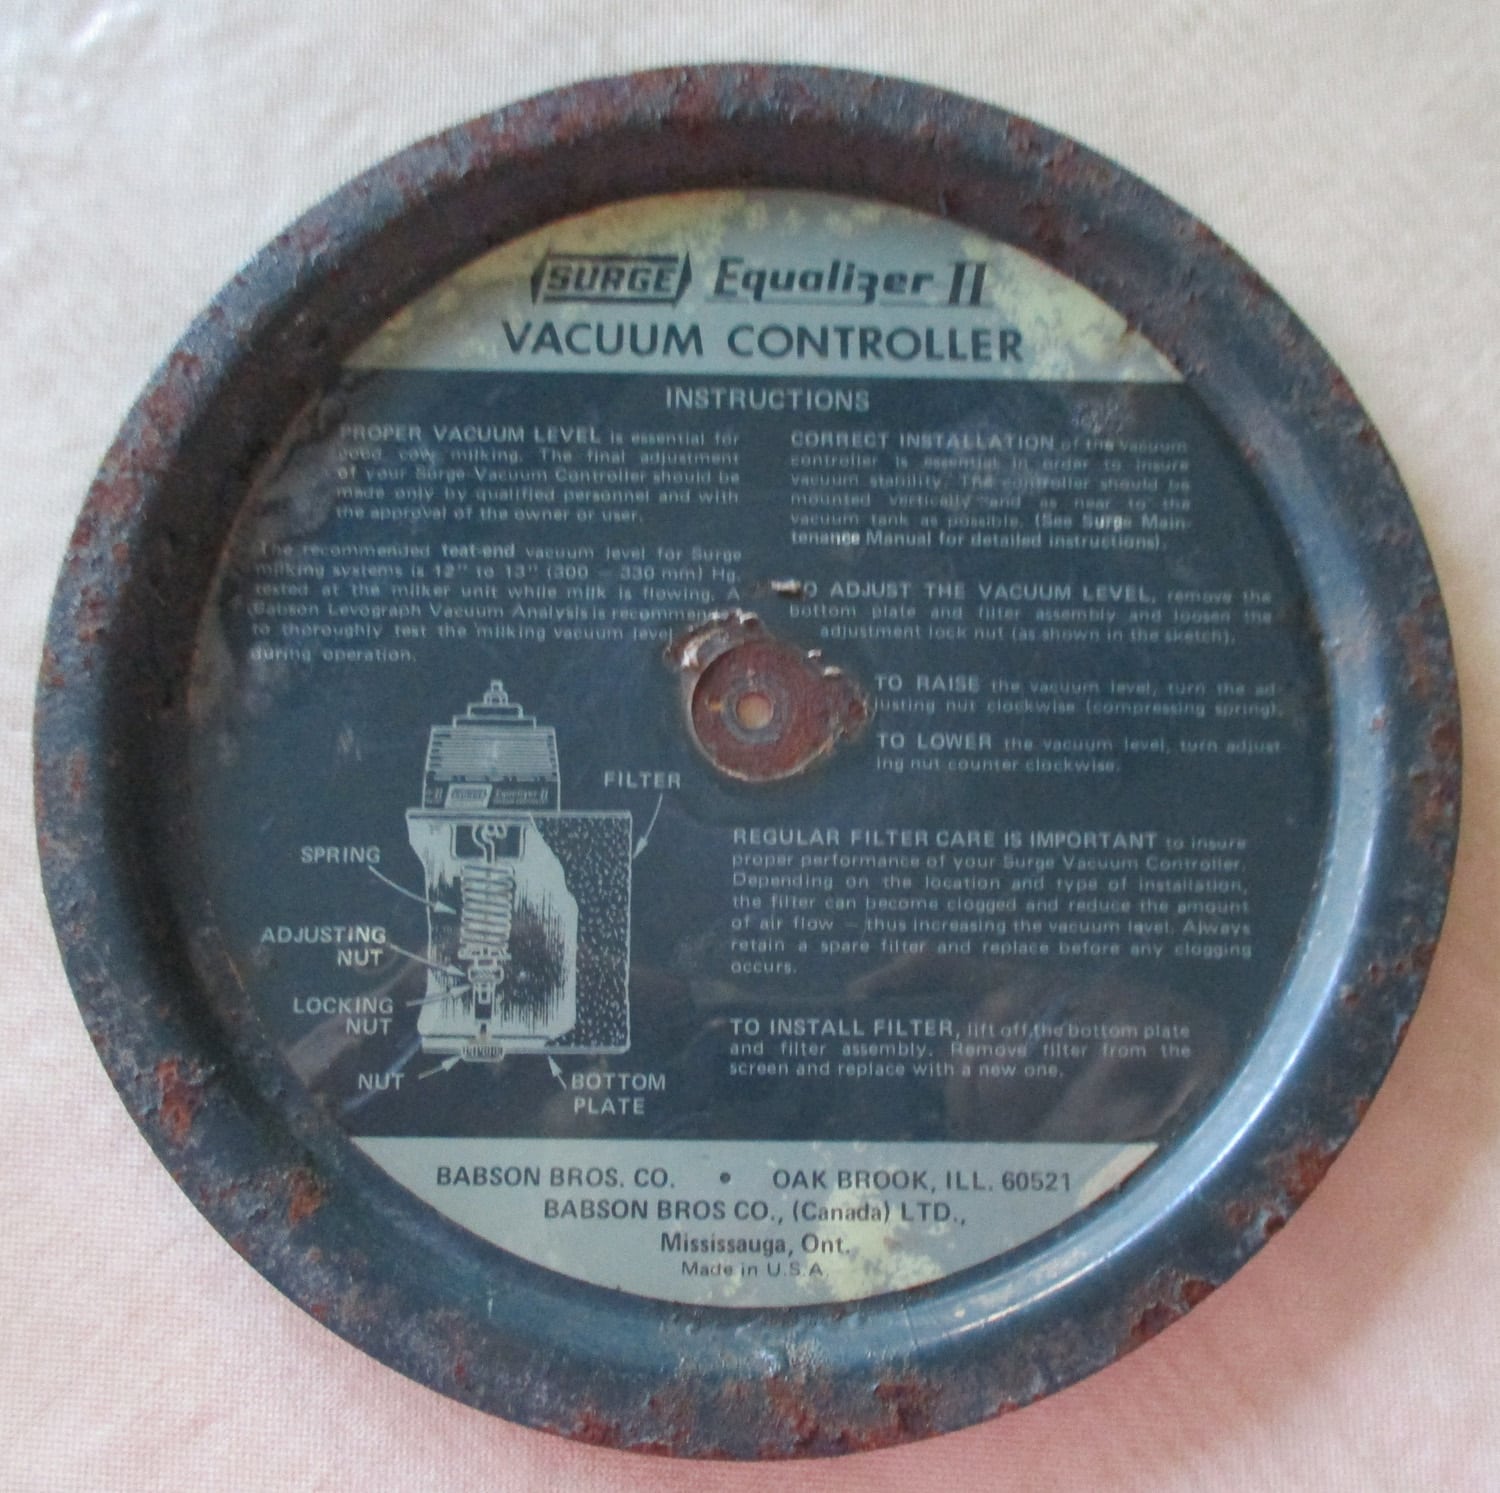 SURGE Equalizer II
VACUUM CONTROLLER
INSTRUCTIONS
PROPER VACUUM LEVEL is essential for
good cow milking. The final adjustment
of your Surge Vacuum Controller should be
made only by qualified personnel and with
the approval of the owner or user.
The recommended teat-end vacuum level for Surge
milking systems is 12" to 13" (300 - 330 mm) Hg.
tested at the milker unit while milk is flowing. A
Babson Levograph Vacuum Analysis is recommen
to thoroughly test the milking vacuum level
during operation.
FILTER
II SURGE Equalizer II
SPRING
ADJUSTING
NUT
LOCKING
NUT
NUT
BOTTOM
PLATE
CORRECT INSTALLATION of the vacuum
controller is essential in order to insure
vacuum stability. The controller should be
mounted vertically and as near to the
vacuum tank as possible. (See Surge Main-
tenance Manual for detailed instructions).
TO ADJUST THE VACUUM LEVEL, remove the
bottom plate and filter assembly and loosen the
adjustment lock nut (as shown in the sketch).
TO RAISE the vacuum level, turn the ad
justing nut clockwise (compressing spring).
TO LOWER the vacuum level, turn adjust
ing nut counter clockwise.
REGULAR FILTER CARE IS IMPORTANT to insure
proper performance of your Surge Vacuum Controller.
Depending on the location and type of installation,
the filter can become clogged and reduce the amount
of air flow - thus increasing the vacuum level. Always
retain a spare filter and replace before any clogging
occurs.
TO INSTALL FILTER, lift off the bottom plate
and filter assembly. Remove filter from the
screen and replace with a new one.
BABSON BROS. CO. • OAK BROOK, ILL. 60521
BABSON BROS CO., (Canada) LTD.,
Mississauga, Ont.
Made in U.S.A.